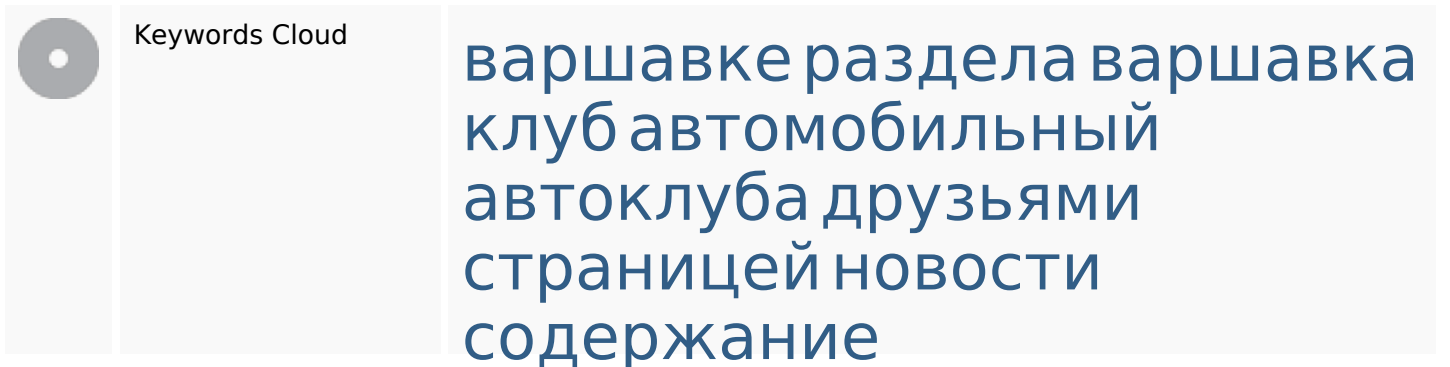 Keywords Cloud
варшавке раздела варшавка
клуб автомобильный
автоклуба друзьями
страницей новости
содержание